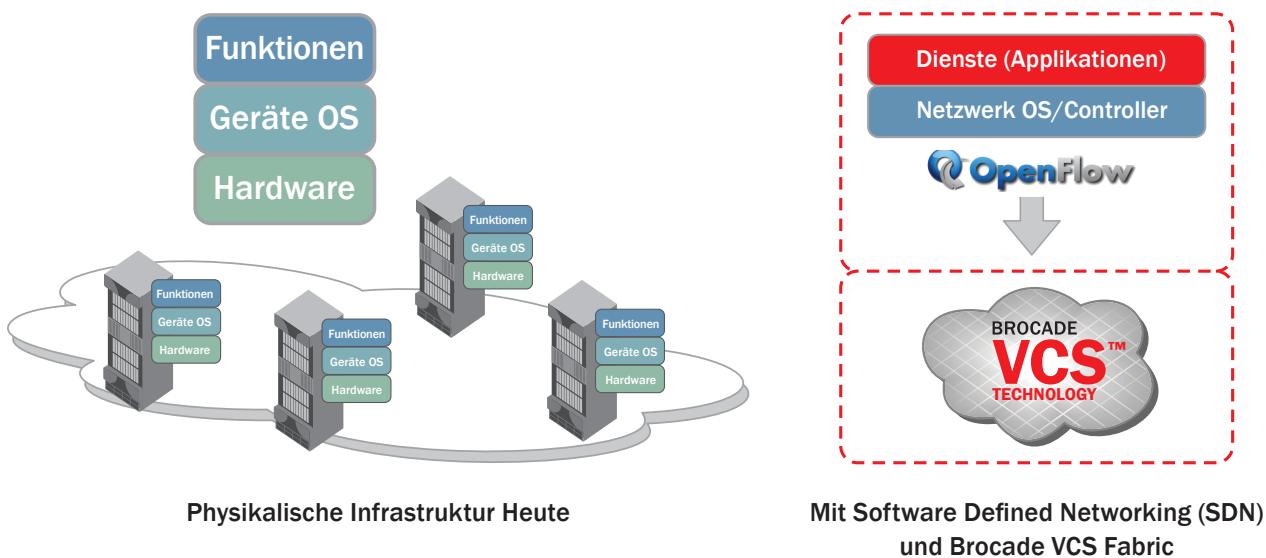 Funktionen
Geräte OS
Hardware
Funktionen
Geräte OS
Hardware
Funktionen
Geräte OS
Hardware
Funktionen
Geräte OS
Hardware
Funktionen
Geräte OS
Hardware
Physikalische Infrastruktur Heute
Dienste (Applikationen)
Netzwerk OS/Controller
OpenFlow
BROCADE
VCS™
TECHNOLOGY
Mit Software Defined Networking (SDN)
und Brocade VCS Fabric